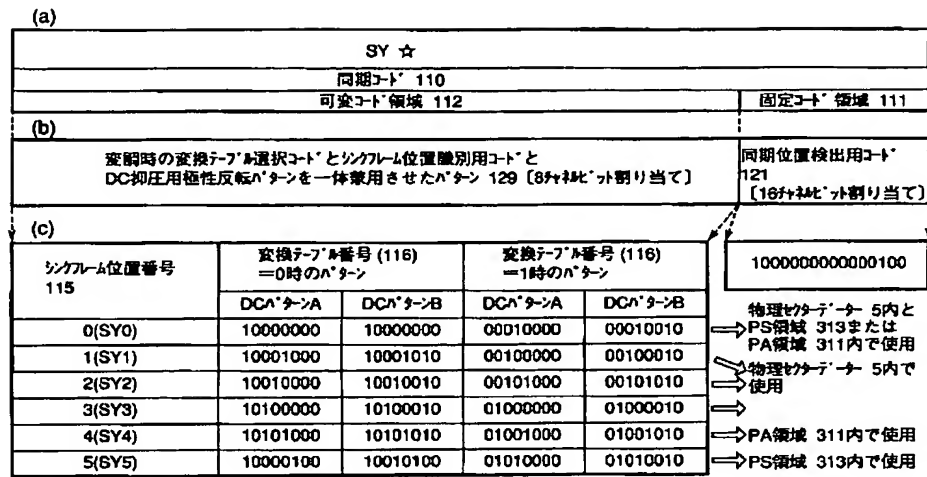 (a)
SY ☆
同期コード 110
可変コード領域 112
固定コード領域 111
(b)
変調時の変換テーブル選択コードとシンクフレーム位置識別用コードと
DC抑圧用極性反転パターンを一体兼用させたパターン 129〔8チャネルビット割り当て〕
同期位置検出用コード
121
〔16チャネルビット割り当て〕
(c)
シンクフレーム位置番号
115
変換テーブル番号(116)
=0時のパターン
変換テーブル番号(116)
=1時のパターン
DCパターンA DCパターンB DCパターンA DCパターンB
1000000000000100
0(SY0) 10000000 10000000 00010000 00010010
1(SY1) 10001000 10001010 00100000 00100010
2(SY2) 10010000 10010010 00101000 00101010
3(SY3) 10100000 10100010 01000000 01000010
4(SY4) 10101000 10101010 01001000 01001010
5(SY5) 10000100 10010100 01010000 01010010
物理セクターデーター 5内と
PS領域 313または
PA領域 311内で使用
物理セクターデーター 5内で
使用
PA領域 311内で使用
PS領域 313内で使用